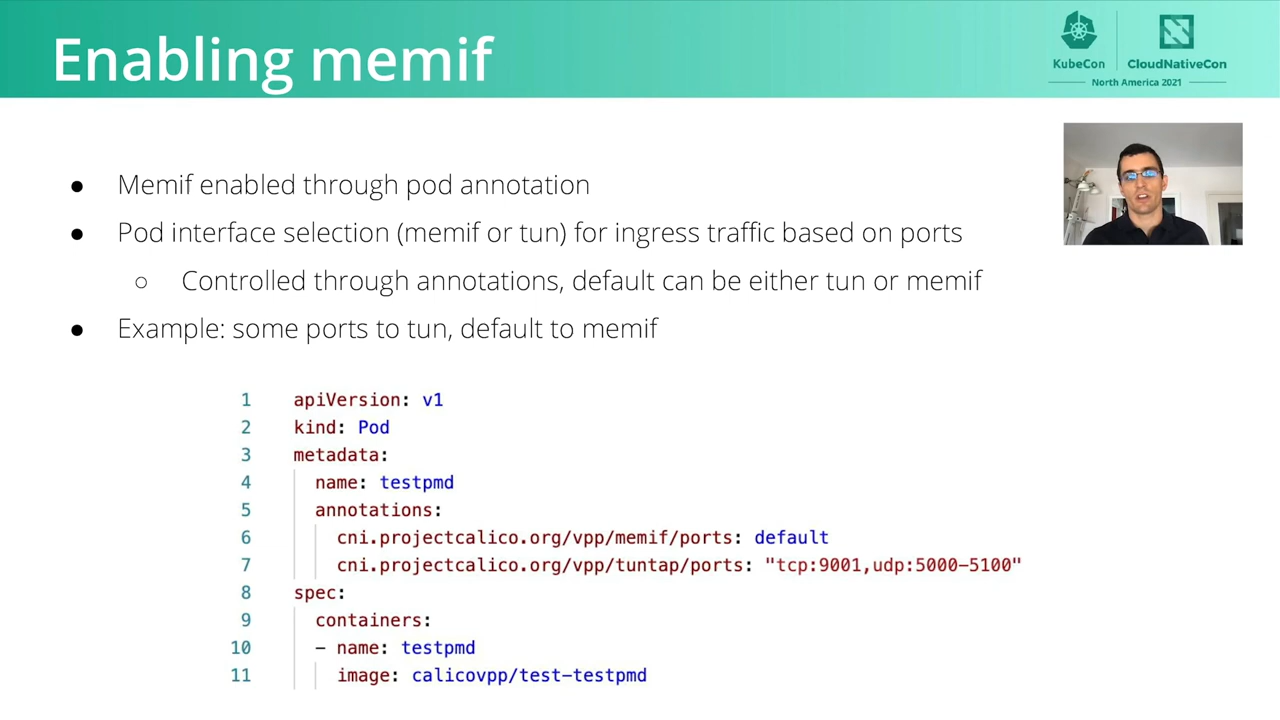 Enabling memif
KubeCon
CloudNativeCon
North America 2021
● Memif enabled through pod annotation
● Pod interface selection (memif or tun) for ingress traffic based on ports
○ Controlled through annotations, default can be either tun or memif
● Example: some ports to tun, default to memif
1 apiVersion: v1
2 kind: Pod
3 metadata:
4 name: testpmd
5 annotations:
6 cni.projectcalico.org/vpp/memif/ports: default
7 cni.projectcalico.org/vpp/tuntap/ports: "tcp:9001,udp:5000-5100"
8 spec:
9 containers:
10 - name: testpmd
11 image: calicovpp/test-testpmd